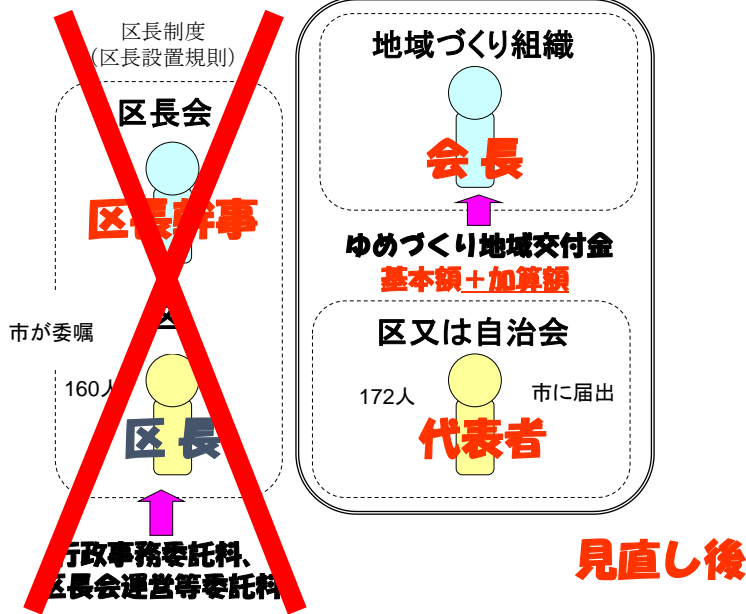 区長制度
（区長設置規則）
区長会
区長幹事
市が委嘱
区
160人
区 長
行政事務委託料、
区長会運営等委託料
地域づくり組織
会 長
ゆめづくり地域交付金
基本額＋加算額
区又は自治会
172人
市に届出
代表者
見直し後